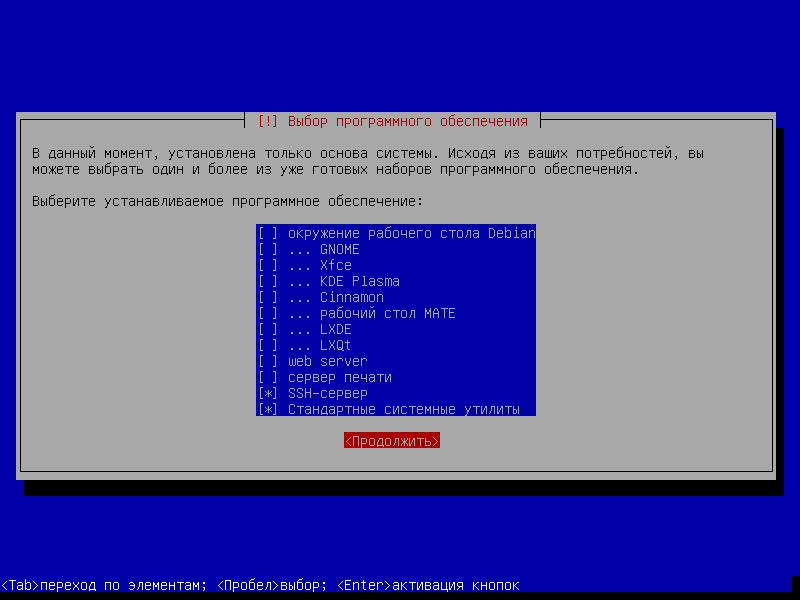 [!] Выбор программного обеспечения
В данный момент, установлена только основа системы. Исходя из ваших потребностей, вы
можете выбрать один и более из уже готовых наборов программного обеспечения.
Выберите устанавливаемое программное обеспечение:
[ ] окружение рабочего стола Debian
[ ] ... GNOME
[ ] ... Xfce
[ ] ... KDE Plasma
[ ] ... Cinnamon
[ ] ... рабочий стол MATE
[ ] ... LXDE
[ ] ... LXQt
[ ] web server
[ ] сервер печати
[*] SSH-сервер
[*] Стандартные системные утилиты
<Продолжить>
<Tab>переход по элементам; <Пробел>выбор; <Enter>активация кнопок